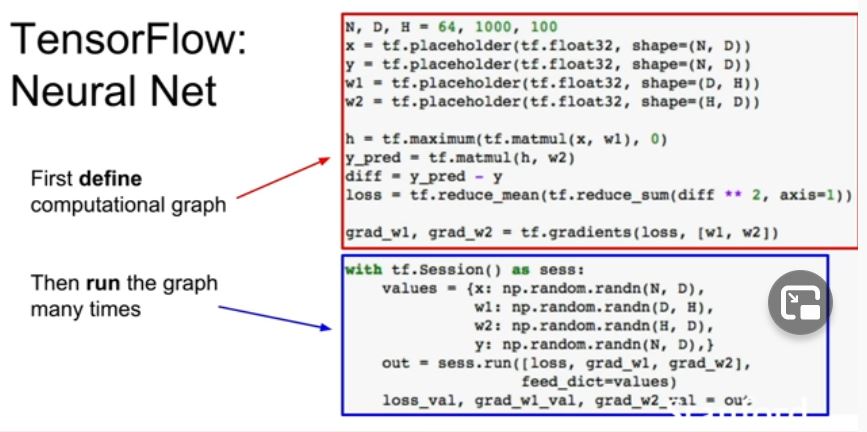 TensorFlow:
Neural Net
First define
computational graph
Then run the graph
many times
N, D, H = 64, 1000, 100
x = tf.placeholder(tf.float32, shape=(N, D))
y = tf.placeholder(tf.float32, shape=(N, D))
w1 = tf.placeholder(tf.float32, shape=(D, H))
w2 = tf.placeholder(tf.float32, shape=(H, D))
h = tf.maximum(tf.matmul(x, w1), 0)
y_pred = tf.matmul(h, w2)
diff = y_pred - y
loss = tf.reduce_mean(tf.reduce_sum(diff ** 2, axis=1))
grad_w1, grad_w2 = tf.gradients(loss, [w1, w2])
with tf.Session() as sess:
values = {x: np.random.randn(N, D),
w1: np.random.randn(D, H),
w2: np.random.randn(H, D),
y: np.random.randn(N, D),}
out = sess.run([loss, grad_w1, grad_w2],
feed_dict=values)
loss_val, grad_w1_val, grad_w2_val = out